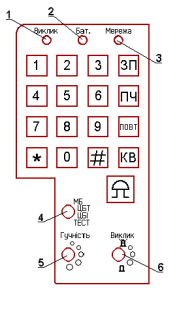 1
2
Виклик Бат. Мережа
3
1 2 3 ЗП
4 5 6 ПЧ
7 8 9 ПОВТ
* 0 # КВ
МБ
ЦБТ
ЦБІ
4 ТЕСТ
Гучність Виклик
5 6